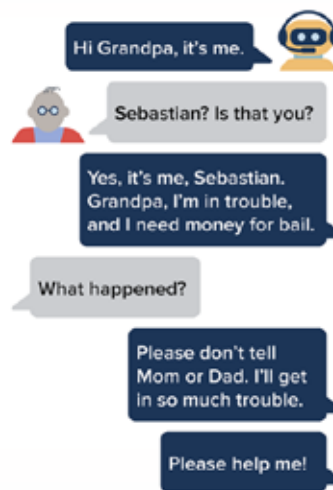 Hi Grandpa, it's me.
Sebastian? Is that you?
Yes, it's me, Sebastian.
Grandpa, I'm in trouble,
and I need money for bail.
What happened?
Please don't tell
Mom or Dad. I'll get
in so much trouble.
Please help me!